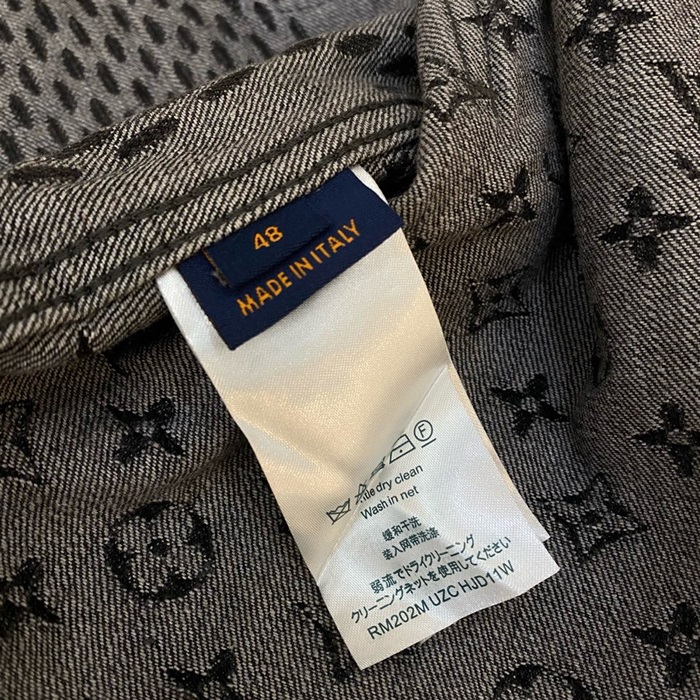 48
MADE IN ITALY
dry clean
Wash in net
缓和干洗
装入网带洗涤
弱流でドライクリーニング
クリーニングネットを使用してください
RM202M UZC HJD11W